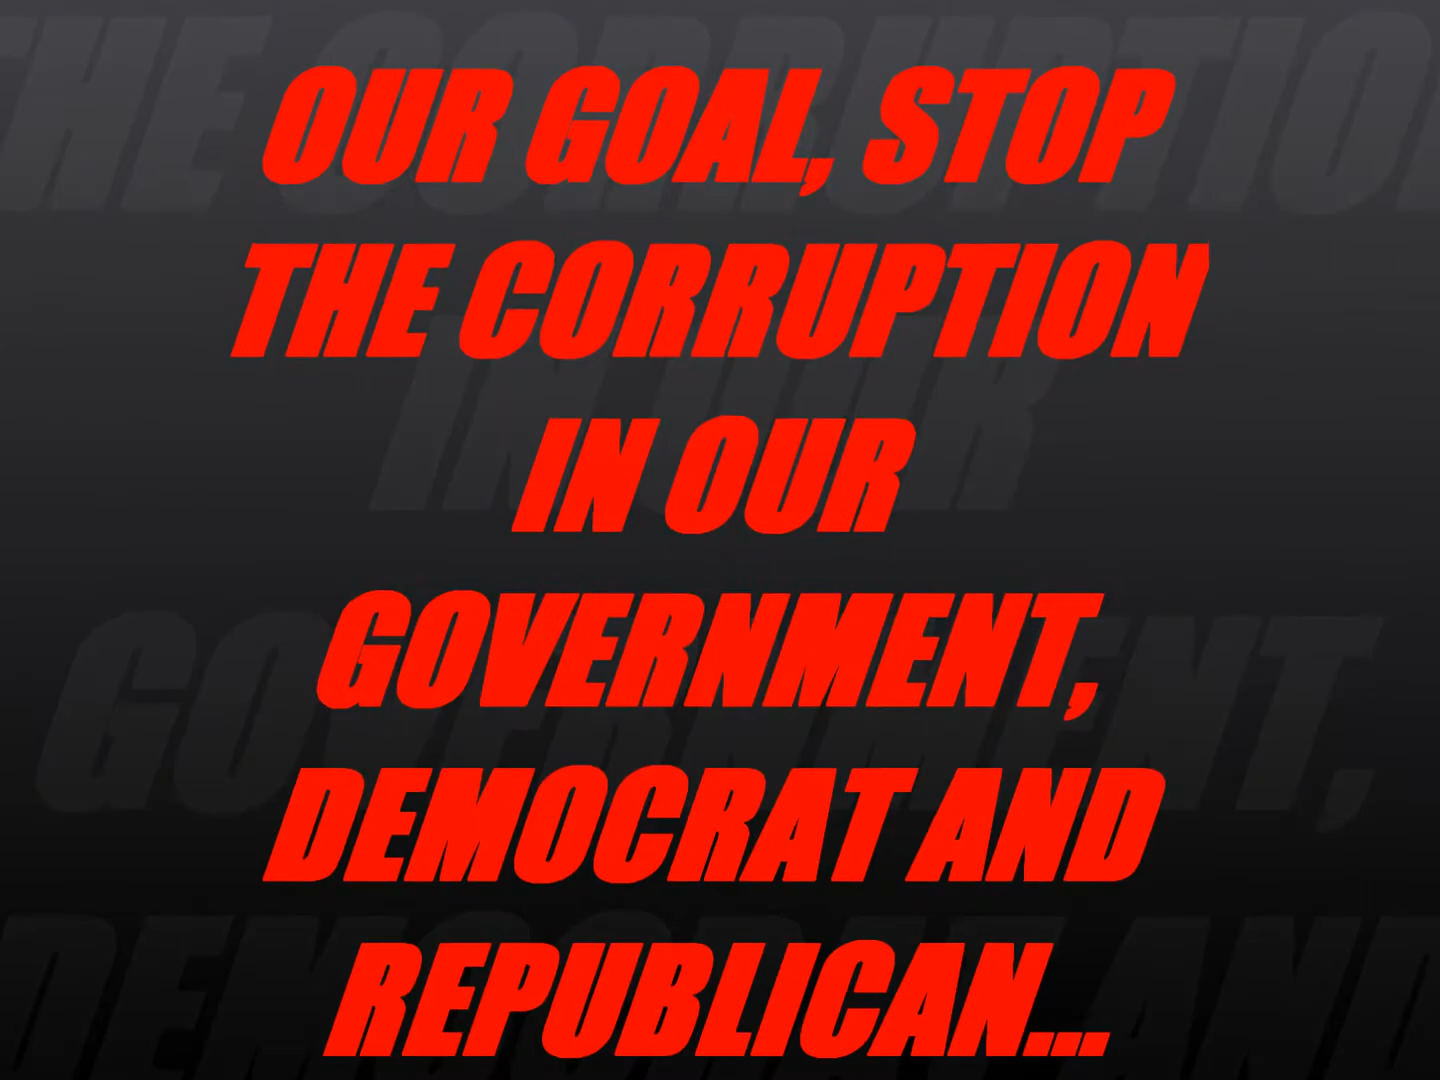 OUR GOAL, STOP
THE CORRUPTION
IN OUR
GOVERNMENT,
DEMOCRAT AND
REPUBLICAN...